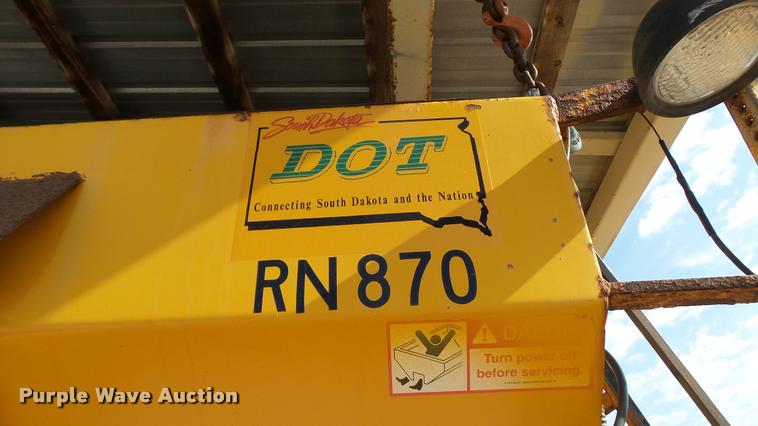 South Dakota
DOT
Connecting South Dakota and the Nation
RN 870
DANGER
Turn power off
before servicing.
Purple Wave Auction